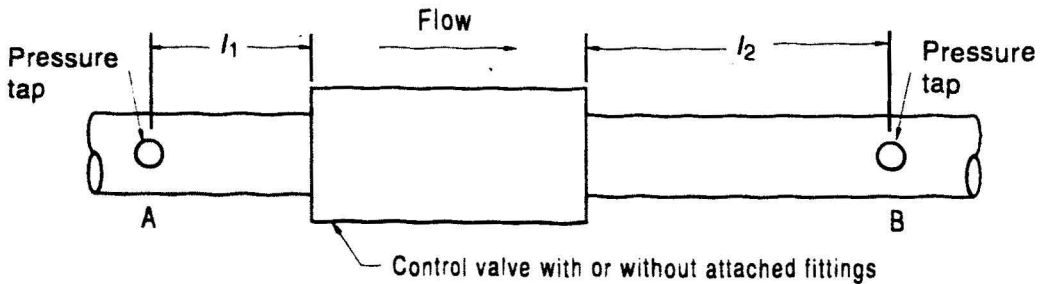 Flow
l₁
l₂
Pressure
tap
Pressure
tap
A
B
Control valve with or without attached fittings